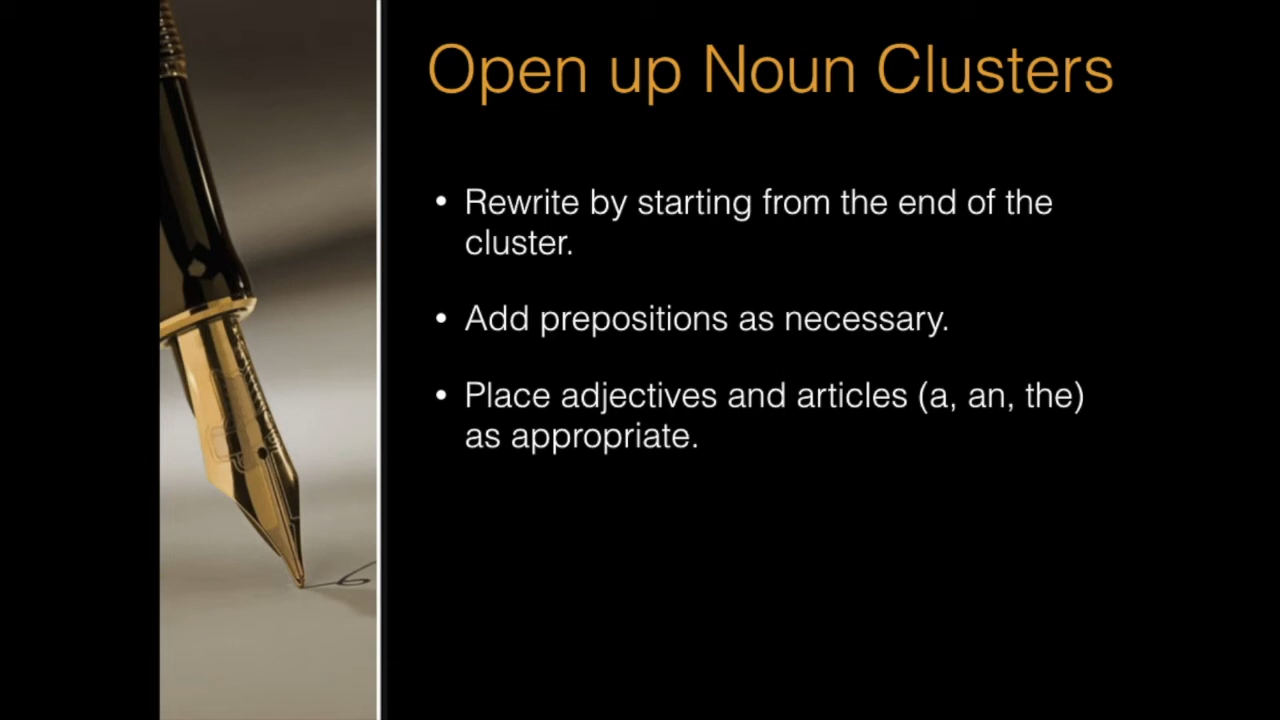 Open up Noun Clusters
• Rewrite by starting from the end of the
cluster.
• Add prepositions as necessary.
• Place adjectives and articles (a, an, the)
as appropriate.